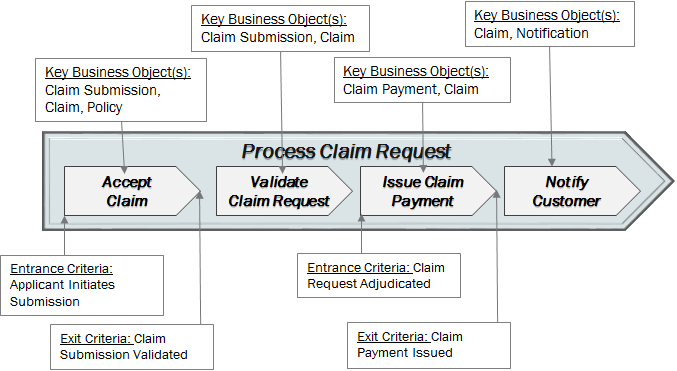 Key Business Object(s):
Claim Submission, Claim
Key Business Object(s):
Claim, Notification
Key Business Object(s):
Claim Submission,
Claim, Policy
Key Business Object(s):
Claim Payment, Claim
Process Claim Request
Accept
Claim
Validate
Claim Request
Issue Claim
Payment
Notify
Customer
Entrance Criteria:
Applicant Initiates
Submission
Entrance Criteria: Claim
Request Adjudicated
Exit Criteria: Claim
Submission Validated
Exit Criteria: Claim
Payment Issued